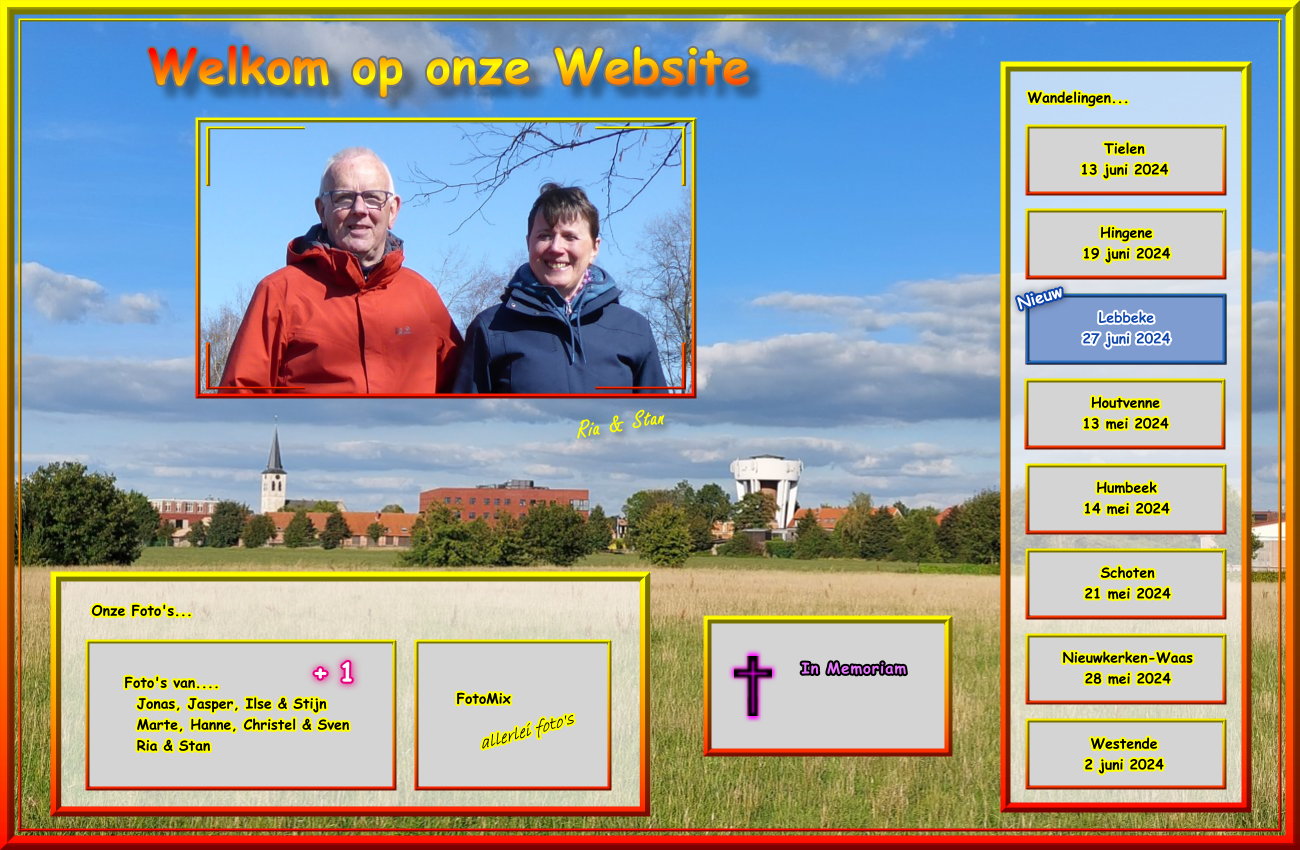 Welkom op onze Website
Ria & Stan
Wandelingen...
Tielen
13 juni 2024
Hingene
19 juni 2024
Nieuw
Lebbeke
27 juni 2024
Houtvenne
13 mei 2024
Humbeek
14 mei 2024
Schoten
21 mei 2024
Nieuwkerken-Waas
28 mei 2024
Westende
2 juni 2024
Onze Foto's...
+ 1
Foto's van....
Jonas, Jasper, Ilse & Stijn
Marte, Hanne, Christel & Sven
Ria & Stan
FotoMix
allerlei foto's
In Memoriam